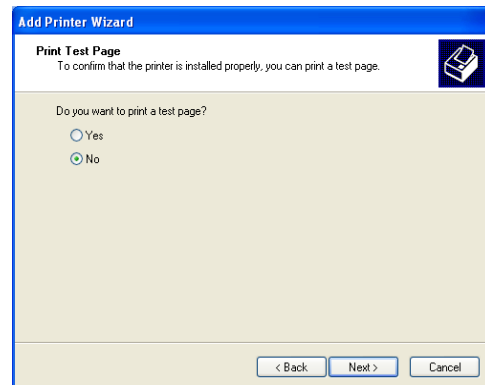 Add Printer Wizard
Print Test Page
To confirm that the printer is installed properly, you can print a test page.
Do you want to print a test page?
Yes
No
< Back Next > Cancel